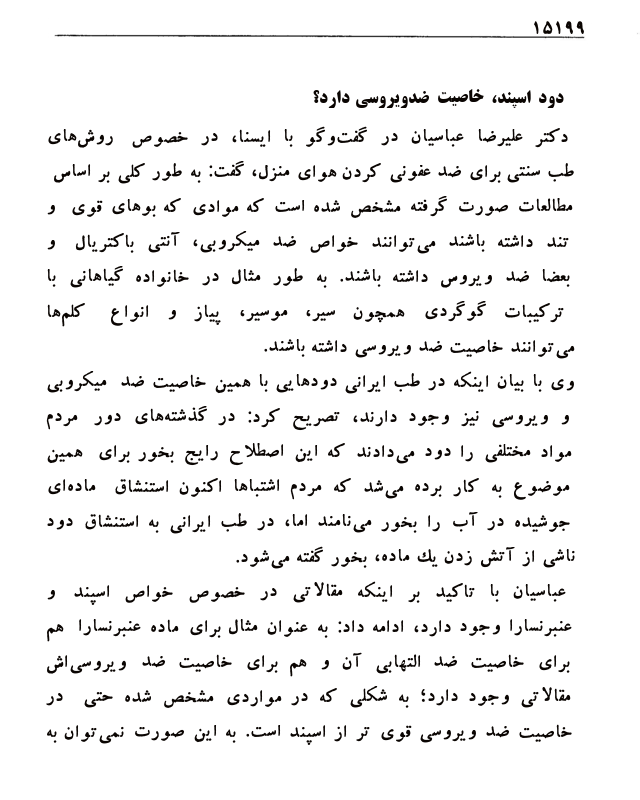 ۱۵۱۹۹
دود اسپند، خاصیت ضدویروسی دارد؟
دکتر علیرضا عباسیان در گفت‌وگو با ایسنا، در خصوص روش‌های
طب سنتی برای ضد عفونی کردن هوای منزل، گفت: به طور کلی بر اساس
مطالعات صورت گرفته مشخص شده است که موادی که بوهای قوی و
تند داشته باشند می‌توانند خواص ضد میکروبی، آنتی باکتریال و
بعضا ضد ویروس داشته باشند. به طور مثال در خانواده گیاهانی با
ترکیبات گوگردی همچون سیر، موسیر، پیاز و انواع کلم‌ها
می‌توانند خاصیت ضد ویروسی داشته باشند.
وی با بیان اینکه در طب ایرانی دودهایی با همین خاصیت ضد میکروبی
و ویروسی نیز وجود دارند، تصریح کرد: در گذشته‌های دور مردم
مواد مختلفی را دود می‌دادند که این اصطلاح رایج بخور برای همین
موضوع به کار برده می‌شد که مردم اشتباها اکنون استنشاق ماده‌ای
جوشیده در آب را بخور می‌نامند اما، در طب ایرانی به استنشاق دود
ناشی از آتش زدن یك ماده، بخور گفته می‌شود.
عباسیان با تاکید بر اینکه مقالاتی در خصوص خواص اسپند و
عنبرنسارا وجود دارد، ادامه داد: به عنوان مثال برای ماده عنبرنسارا هم
برای خاصیت ضد التهابی آن و هم برای خاصیت ضد ویروسی‌اش
مقالاتی وجود دارد؛ به شکلی که در مواردی مشخص شده حتی در
خاصیت ضد ویروسی قوی تر از اسپند است. به این صورت نمی‌توان به